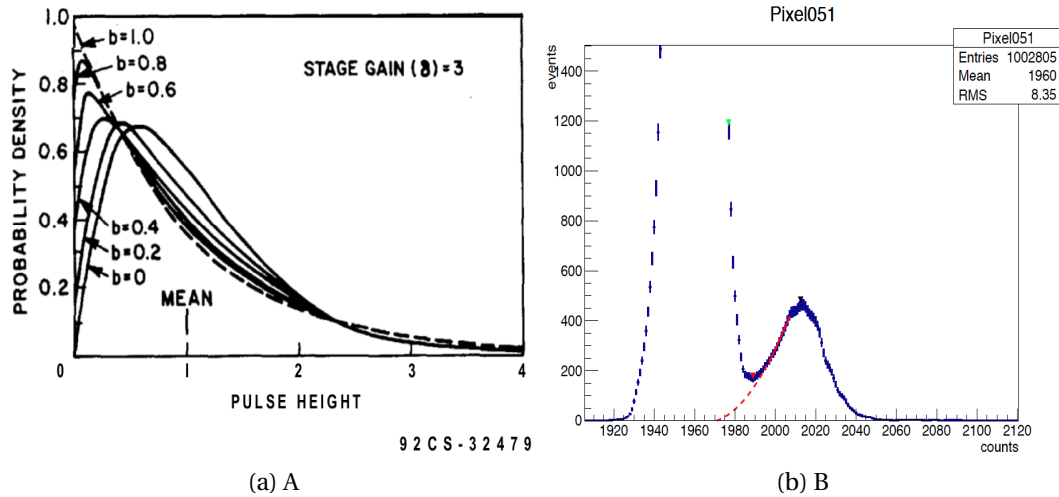 1.0
0.8
0.6
0.4
0.2
0
PROBABILITY DENSITY
b=1.0
b=0.8
b=0.6
b=0.4
b=0.2
b=0
STAGE GAIN (δ)=3
MEAN
0 1 2 3 4
PULSE HEIGHT
92CS-32479
(a) A
Pixel051
Pixel051
Entries 1002805
Mean 1960
RMS 8.35
events
1400
1200
1000
800
600
400
200
0
1920 1940 1960 1980 2000 2020 2040 2060 2080 2100 2120
counts
(b) B